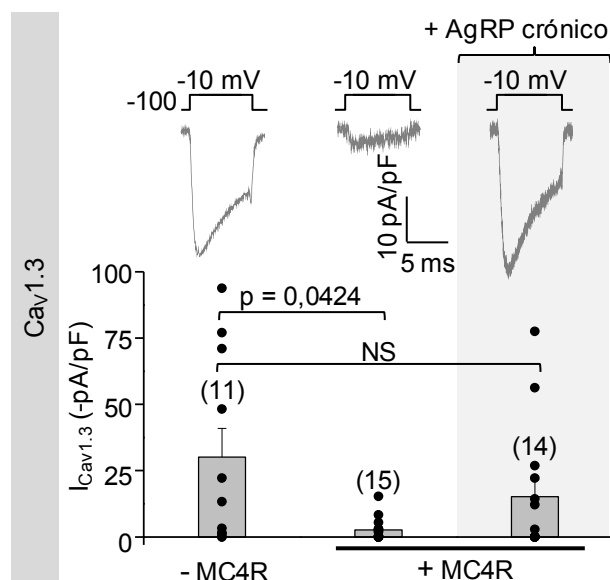 + AgRP crónico
-10 mV
-10 mV
-10 mV
-100
10 pA/pF
5 ms
CaV1.3
ICav1.3 (-pA/pF)
100
75
50
25
0
p = 0,0424
NS
(11)
(15)
(14)
- MC4R
+ MC4R